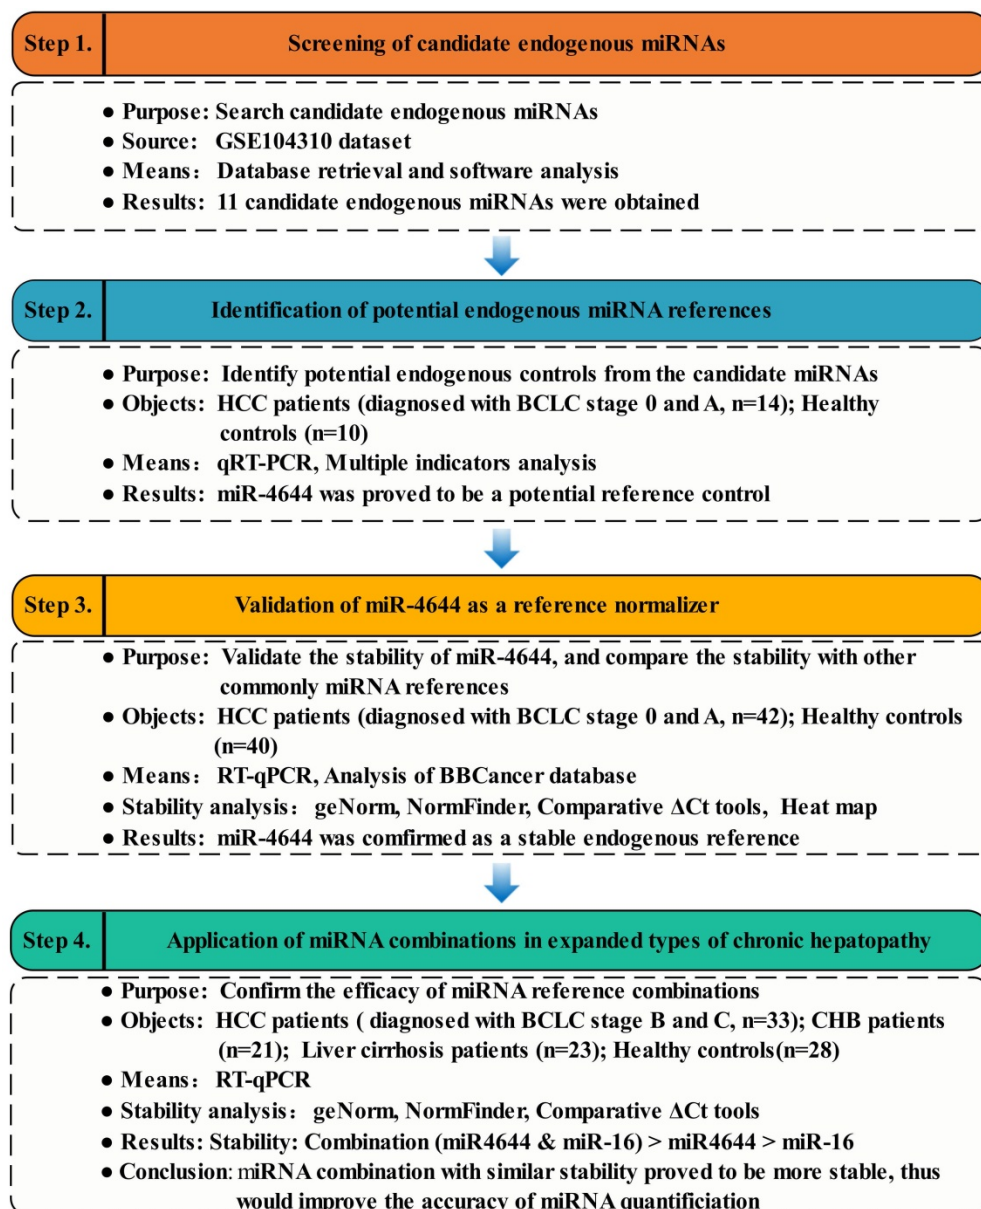 Step 1. Screening of candidate endogenous miRNAs
● Purpose: Search candidate endogenous miRNAs
● Source: GSE104310 dataset
● Means: Database retrieval and software analysis
● Results: 11 candidate endogenous miRNAs were obtained
Step 2. Identification of potential endogenous miRNA references
● Purpose: Identify potential endogenous controls from the candidate miRNAs
● Objects: HCC patients (diagnosed with BCLC stage 0 and A, n=14); Healthy
controls (n=10)
● Means: qRT-PCR, Multiple indicators analysis
● Results: miR-4644 was proved to be a potential reference control
Step 3. Validation of miR-4644 as a reference normalizer
● Purpose: Validate the stability of miR-4644, and compare the stability with other
commonly miRNA references
● Objects: HCC patients (diagnosed with BCLC stage 0 and A, n=42); Healthy controls
(n=40)
● Means: RT-qPCR, Analysis of BBCancer database
● Stability analysis: geNorm, NormFinder, Comparative ΔCt tools, Heat map
● Results: miR-4644 was comfirmed as a stable endogenous reference
Step 4. Application of miRNA combinations in expanded types of chronic hepatopathy
● Purpose: Confirm the efficacy of miRNA reference combinations
● Objects: HCC patients ( diagnosed with BCLC stage B and C, n=33); CHB patients
(n=21); Liver cirrhosis patients (n=23); Healthy controls(n=28)
● Means: RT-qPCR
● Stability analysis: geNorm, NormFinder, Comparative ΔCt tools
● Results: Stability: Combination (miR4644 & miR-16) > miR4644 > miR-16
● Conclusion: miRNA combination with similar stability proved to be more stable, thus
would improve the accuracy of miRNA quantificiation